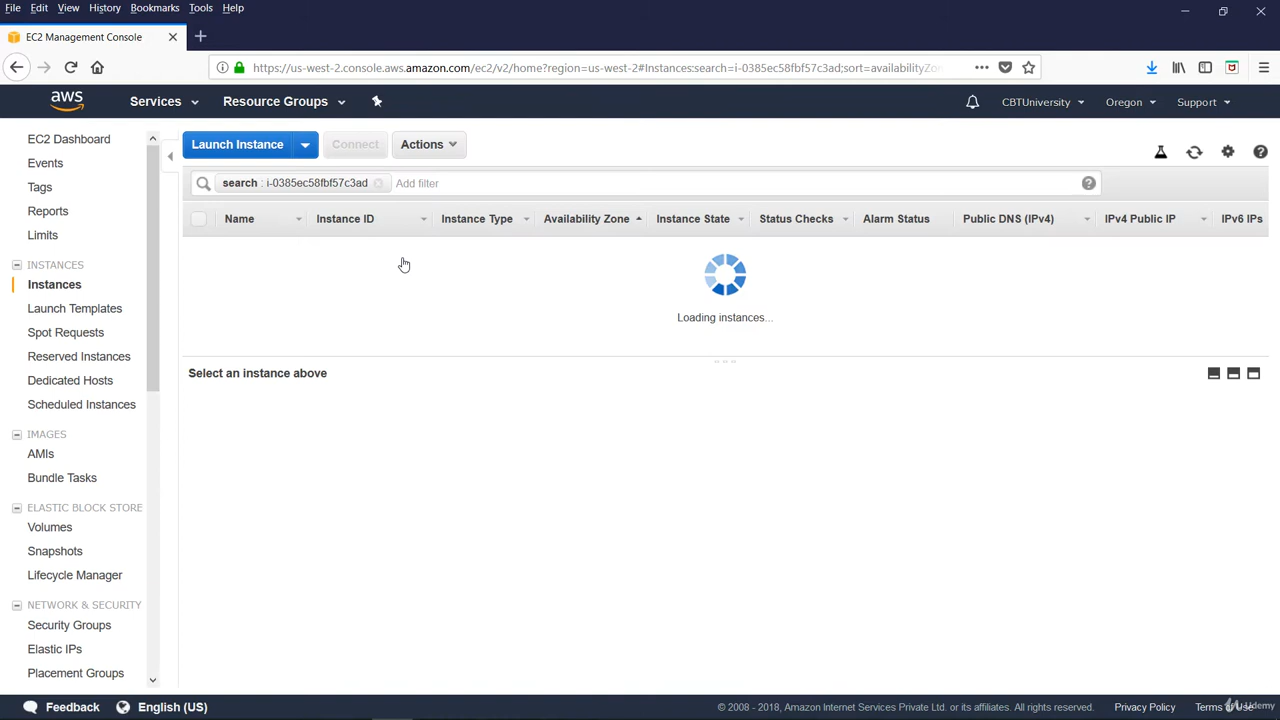 File Edit View History Bookmarks Tools Help
EC2 Management Console
https://us-west-2.console.aws.amazon.com/ec2/v2/home?region=us-west-2#Instances:search=i-0385ec58fbf57c3ad;sort=availabilityZo
aws Services Resource Groups CBTUniversity Oregon Support
EC2 Dashboard
Events
Tags
Reports
Limits
INSTANCES
Instances
Launch Templates
Spot Requests
Reserved Instances
Dedicated Hosts
Scheduled Instances
IMAGES
AMIs
Bundle Tasks
ELASTIC BLOCK STORE
Volumes
Snapshots
Lifecycle Manager
NETWORK & SECURITY
Security Groups
Elastic IPs
Placement Groups
Launch Instance Connect Actions
search : i-0385ec58fbf57c3ad Add filter
Name Instance ID Instance Type Availability Zone Instance State Status Checks Alarm Status Public DNS (IPv4) IPv4 Public IP IPv6 IPs
Loading instances...
Select an instance above
Feedback English (US) © 2008 - 2018, Amazon Internet Services Private Ltd. or its affiliates. All rights reserved. Privacy Policy Terms of Use
Udemy